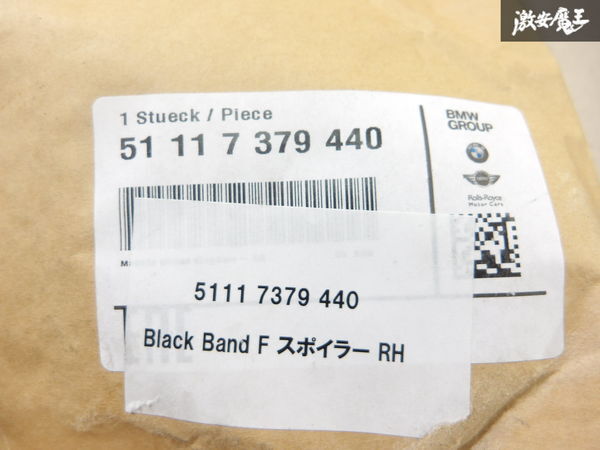 激安魔王
1 Stueck / Piece
51 11 7 379 440
BMW
GROUP
Rolls-Royce
Motor Cars
5111 7379 440
Black Band F スポイラー RH